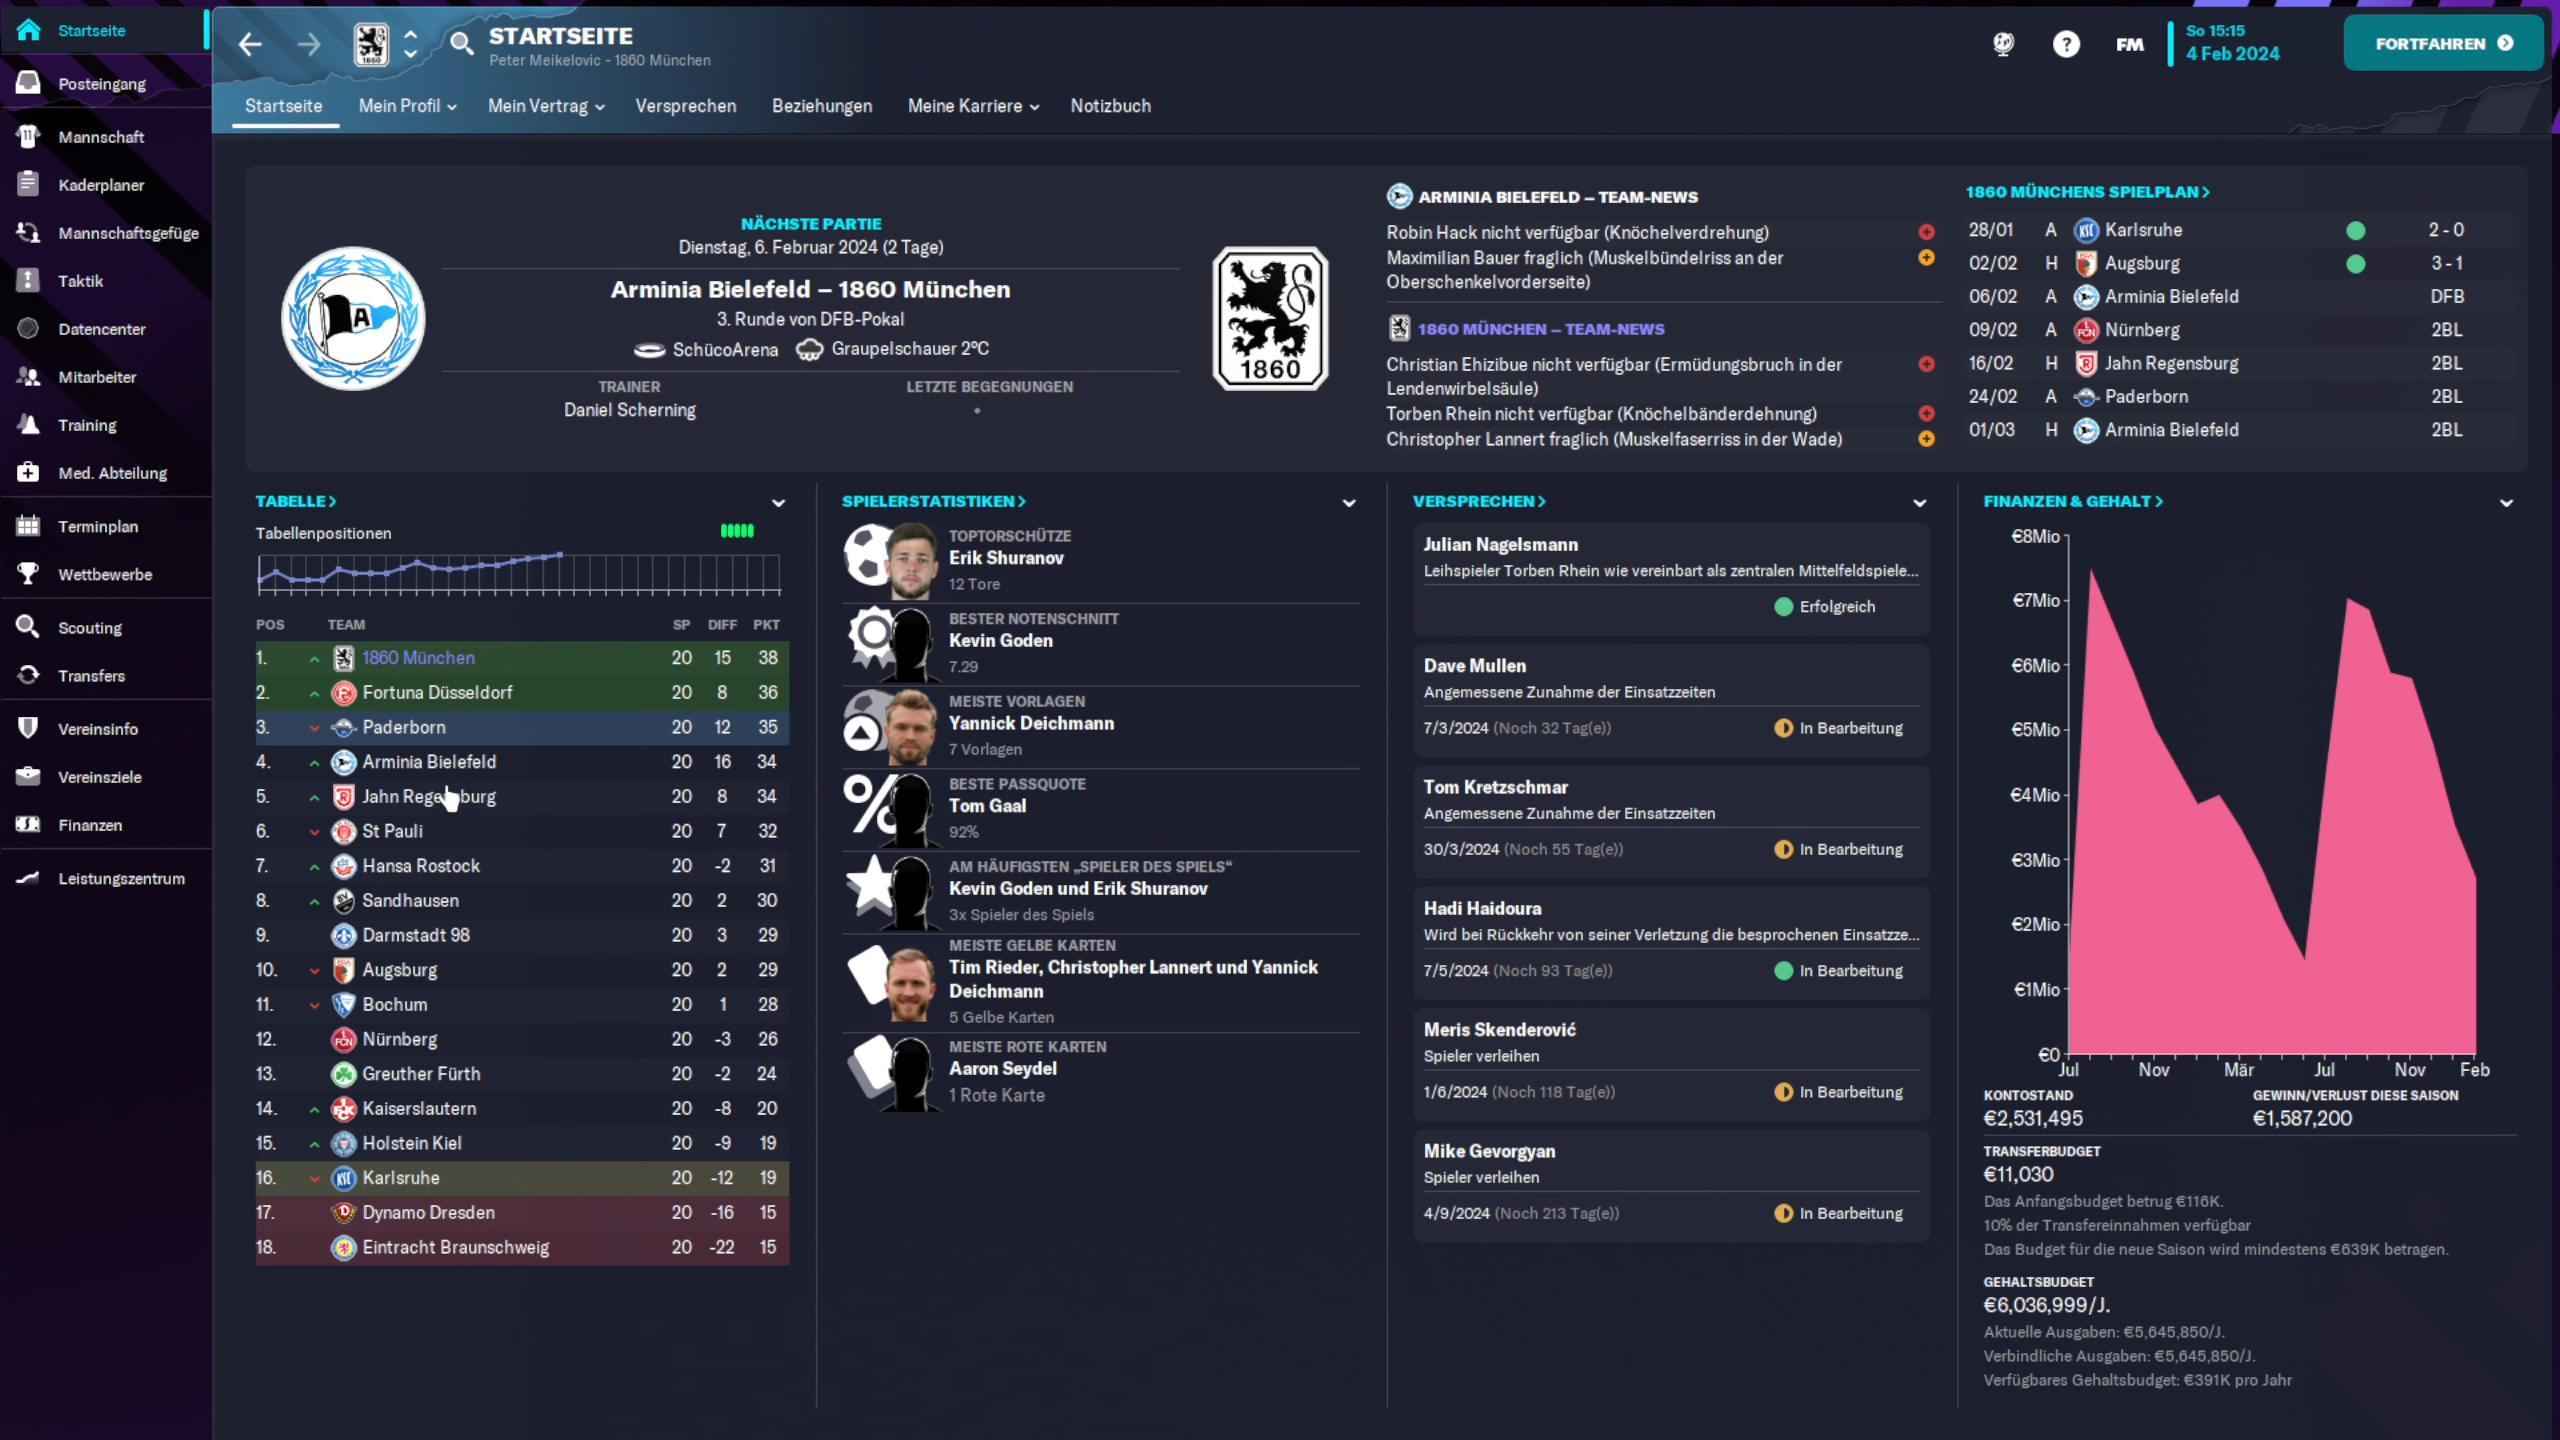 Startseite
Posteingang
Mannschaft
Kaderplaner
Mannschaftsgefüge
Taktik
Datencenter
Mitarbeiter
Training
Med. Abteilung
Terminplan
Wettbewerbe
Scouting
Transfers
Vereinsinfo
Vereinsziele
Finanzen
Leistungszentrum
STARTSEITE
Peter Meikelovic - 1860 München
FM
So 15:15
4 Feb 2024
FORTFAHREN
Startseite Mein Profil Mein Vertrag Versprechen Beziehungen Meine Karriere Notizbuch
NÄCHSTE PARTIE
Dienstag, 6. Februar 2024 (2 Tage)
Arminia Bielefeld – 1860 München
3. Runde von DFB-Pokal
SchücoArena Graupelschauer 2°C
TRAINER
Daniel Scherning
LETZTE BEGEGNUNGEN
1860
ARMINIA BIELEFELD – TEAM-NEWS
Robin Hack nicht verfügbar (Knöchelverdrehung)
Maximilian Bauer fraglich (Muskelbündelriss an der
Oberschenkelvorderseite)
1860 MÜNCHEN – TEAM-NEWS
Christian Ehizibue nicht verfügbar (Ermüdungsbruch in der
Lendenwirbelsäule)
Torben Rhein nicht verfügbar (Knöchelbänderdehnung)
Christopher Lannert fraglich (Muskelfaserriss in der Wade)
1860 MÜNCHENS SPIELPLAN
28/01 A Karlsruhe 2 - 0
02/02 H Augsburg 3 - 1
06/02 A Arminia Bielefeld DFB
09/02 A Nürnberg 2BL
16/02 H Jahn Regensburg 2BL
24/02 A Paderborn 2BL
01/03 H Arminia Bielefeld 2BL
TABELLE
Tabellenpositionen
POS TEAM SP DIFF PKT
1. 1860 München 20 15 38
2. Fortuna Düsseldorf 20 8 36
3. Paderborn 20 12 35
4. Arminia Bielefeld 20 16 34
5. Jahn Regensburg 20 8 34
6. St Pauli 20 7 32
7. Hansa Rostock 20 -2 31
8. Sandhausen 20 2 30
9. Darmstadt 98 20 3 29
10. Augsburg 20 2 29
11. Bochum 20 1 28
12. Nürnberg 20 -3 26
13. Greuther Fürth 20 -2 24
14. Kaiserslautern 20 -8 20
15. Holstein Kiel 20 -9 19
16. Karlsruhe 20 -12 19
17. Dynamo Dresden 20 -16 15
18. Eintracht Braunschweig 20 -22 15
SPIELERSTATISTIKEN
TOPTORSCHÜTZE
Erik Shuranov
12 Tore
BESTER NOTENSCHNITT
Kevin Goden
7.29
MEISTE VORLAGEN
Yannick Deichmann
7 Vorlagen
BESTE PASSQUOTE
Tom Gaal
92%
AM HÄUFIGSTEN „SPIELER DES SPIELS“
Kevin Goden und Erik Shuranov
3x Spieler des Spiels
MEISTE GELBE KARTEN
Tim Rieder, Christopher Lannert und Yannick
Deichmann
5 Gelbe Karten
MEISTE ROTE KARTEN
Aaron Seydel
1 Rote Karte
VERSPRECHEN
Julian Nagelsmann
Leihspieler Torben Rhein wie vereinbart als zentralen Mittelfeldspiele...
Erfolgreich
Dave Mullen
Angemessene Zunahme der Einsatzzeiten
7/3/2024 (Noch 32 Tag(e)) In Bearbeitung
Tom Kretzschmar
Angemessene Zunahme der Einsatzzeiten
30/3/2024 (Noch 55 Tag(e)) In Bearbeitung
Hadi Haidoura
Wird bei Rückkehr von seiner Verletzung die besprochenen Einsatzze...
7/5/2024 (Noch 93 Tag(e)) In Bearbeitung
Meris Skenderović
Spieler verleihen
1/6/2024 (Noch 118 Tag(e)) In Bearbeitung
Mike Gevorgyan
Spieler verleihen
4/9/2024 (Noch 213 Tag(e)) In Bearbeitung
FINANZEN & GEHALT
€8Mio
€7Mio
€6Mio
€5Mio
€4Mio
€3Mio
€2Mio
€1Mio
€0
Jul Nov Mär Jul Nov Feb
KONTOSTAND
€2,531,495
GEWINN/VERLUST DIESE SAISON
€1,587,200
TRANSFERBUDGET
€11,030
Das Anfangsbudget betrug €116K.
10% der Transfereinnahmen verfügbar
Das Budget für die neue Saison wird mindestens €639K betragen.
GEHALTSBUDGET
€6,036,999/J.
Aktuelle Ausgaben: €5,645,850/J.
Verbindliche Ausgaben: €5,645,850/J.
Verfügbares Gehaltsbudget: €391K pro Jahr